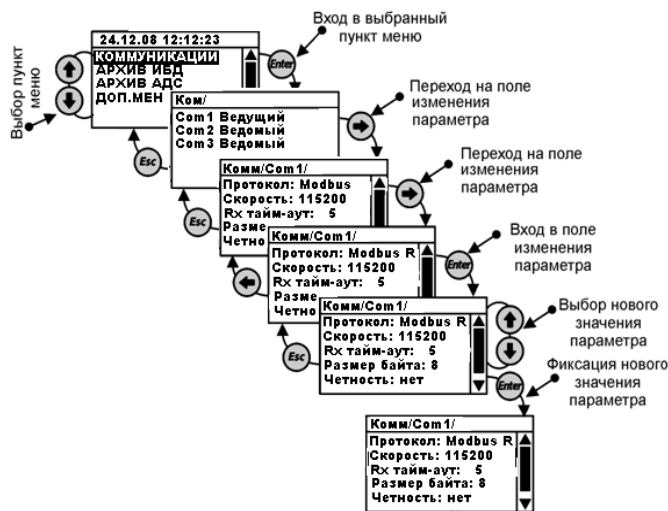 24.12.08 12:12:23
КОММУНИКАЦИИ
АРХИВ ИБД
АРХИВ АДС
ДОП.МЕН
Выбор пункт
меню
Enter
Вход в выбранный
пункт меню
Ком/
Com1 Ведущий
Com2 Ведомый
Com3 Ведомый
Esc
Переход на поле
изменения
параметра
Комм/Com1/
Протокол: Modbus
Скорость: 115200
Rx тайм-аут: 5
Разме
Четно
Esc
Переход на поле
изменения
параметра
Комм/Com1/
Протокол: Modbus R
Скорость: 115200
Rx тайм-аут: 5
Разме
Четно
Enter
Вход в поле
изменения
параметра
Комм/Com1/
Протокол: Modbus R
Скорость: 115200
Rx тайм-аут: 5
Размер байта: 8
Четность: нет
Esc
Выбор нового
значения
параметра
Enter
Фиксация нового
значения
параметра
Комм/Com1/
Протокол: Modbus R
Скорость: 115200
Rx тайм-аут: 5
Размер байта: 8
Четность: нет